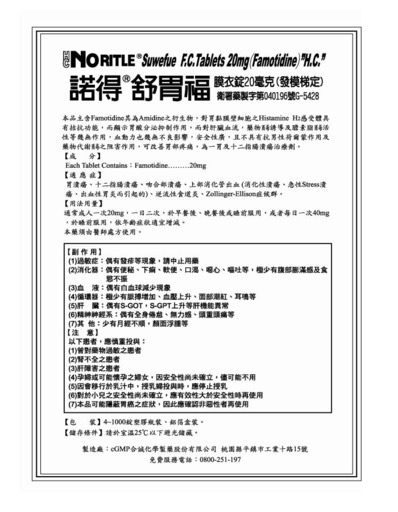 NORITLE® "Suwefue F.C. Tablets 20mg (Famotidine) "H.C."
諾得®舒胃福 膜衣錠20毫克(發模梯定)
衛署藥製字第040196號G-5428
本品主含Famotidine其為Amidine之衍生物，對胃黏膜壁細胞之Histamine H2感受體具
有拮抗功能，而顯示胃酸分泌抑制作用，而對肝臟血流，藥物誘導及膽素酯
性等幾無作用，血動力也幾無不良影響，安全性廣，且不具有抗男性荷爾蒙作用及
藥物代謝之阻害作用，可改善胃部疾病，為一胃及十二指腸潰瘍治療劑。
【成　　分】
Each Tablet Contains：Famotidine………20mg
【適 應 症】
胃潰瘍、十二指腸潰瘍、吻合部潰瘍、上部消化管出血(消化性潰瘍、急性Stress潰
瘍、出血性胃炎而引起的)、逆流性食道炎、Zollinger-Ellison症候群。
【用法用量】
通常成人一次20mg，一日二次，於早餐後、晚餐後或睡前服用，或者每日一次40mg
，於睡前服用，依年齡症狀適宜增減。
本藥須由醫師處方使用。
【副 作 用】
(1)過敏症：偶有發疹等現象，請中止用藥
(2)消化器：偶有便秘、下痢、軟便、口渴、噁心、嘔吐等，極少有腹部膨滿感及食
慾不振
(3)血　液：偶有白血球減少現象
(4)循環器：極少有脈搏增加、血壓上升、面部潮紅、耳鳴等
(5)肝　臟：偶有S-GOT，S-GPT上升等肝機能異常
(6)精神神經系：偶有全身倦怠、無力感、頭重頭痛等
(7)其 他：少有月經不順，顏面浮腫等
【注　意】
以下患者，應慎重投與：
(1)曾對藥物過敏之患者
(2)腎不全之患者
(3)肝障害之患者
(4)孕婦或可能懷孕之婦女，因安全性尚未確立，儘可能不用
(5)因會移行於乳汁中，授乳婦投與時，應停止授乳
(6)對於小兒之安全性尚未確立，應有效性大於安全性時再使用
(7)本品可能隱蔽胃癌之症狀，因此應確認非惡性者再使用
【包　　裝】4~1000錠塑膠瓶裝、鋁箔盒裝。
【儲存條件】請於室溫25℃以下避光儲藏。
製造廠：cGMP合誠化學製藥股份有限公司 桃園縣平鎮市工業十路15號
免費服務電話：0800-251-197